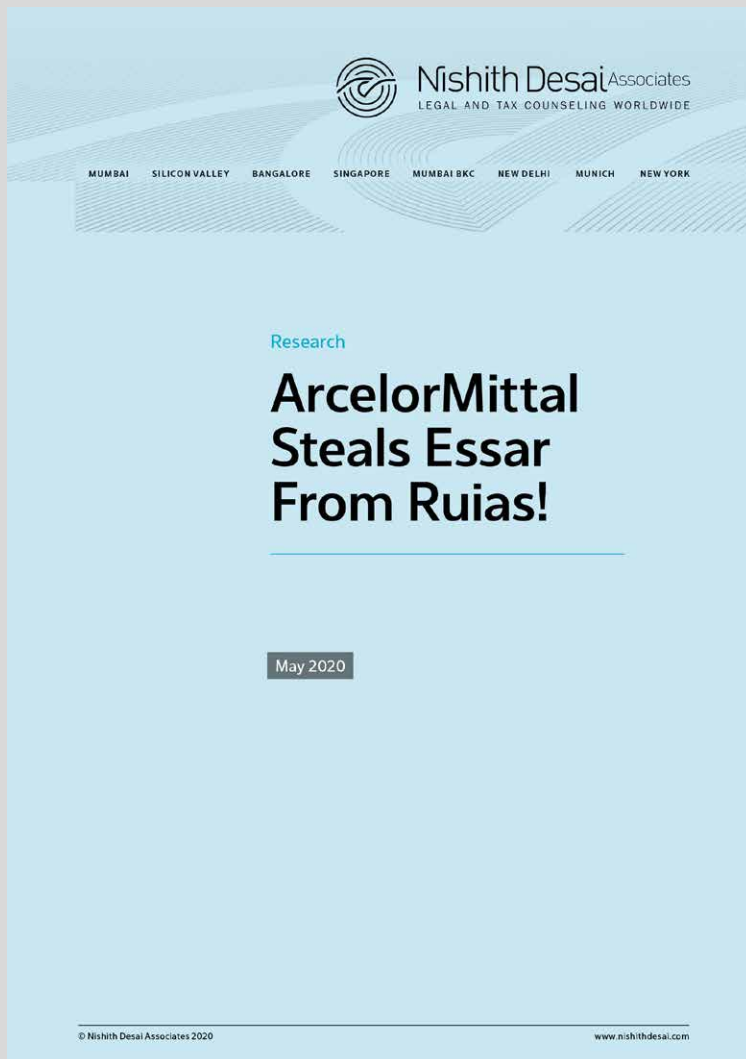 Nishith Desai Associates
LEGAL AND TAX COUNSELING WORLDWIDE
MUMBAI SILICON VALLEY BANGALORE SINGAPORE MUMBAI BKC NEW DELHI MUNICH NEW YORK
Research
ArcelorMittal
Steals Essar
From Ruias!
May 2020
© Nishith Desai Associates 2020 www.nishithdesai.com